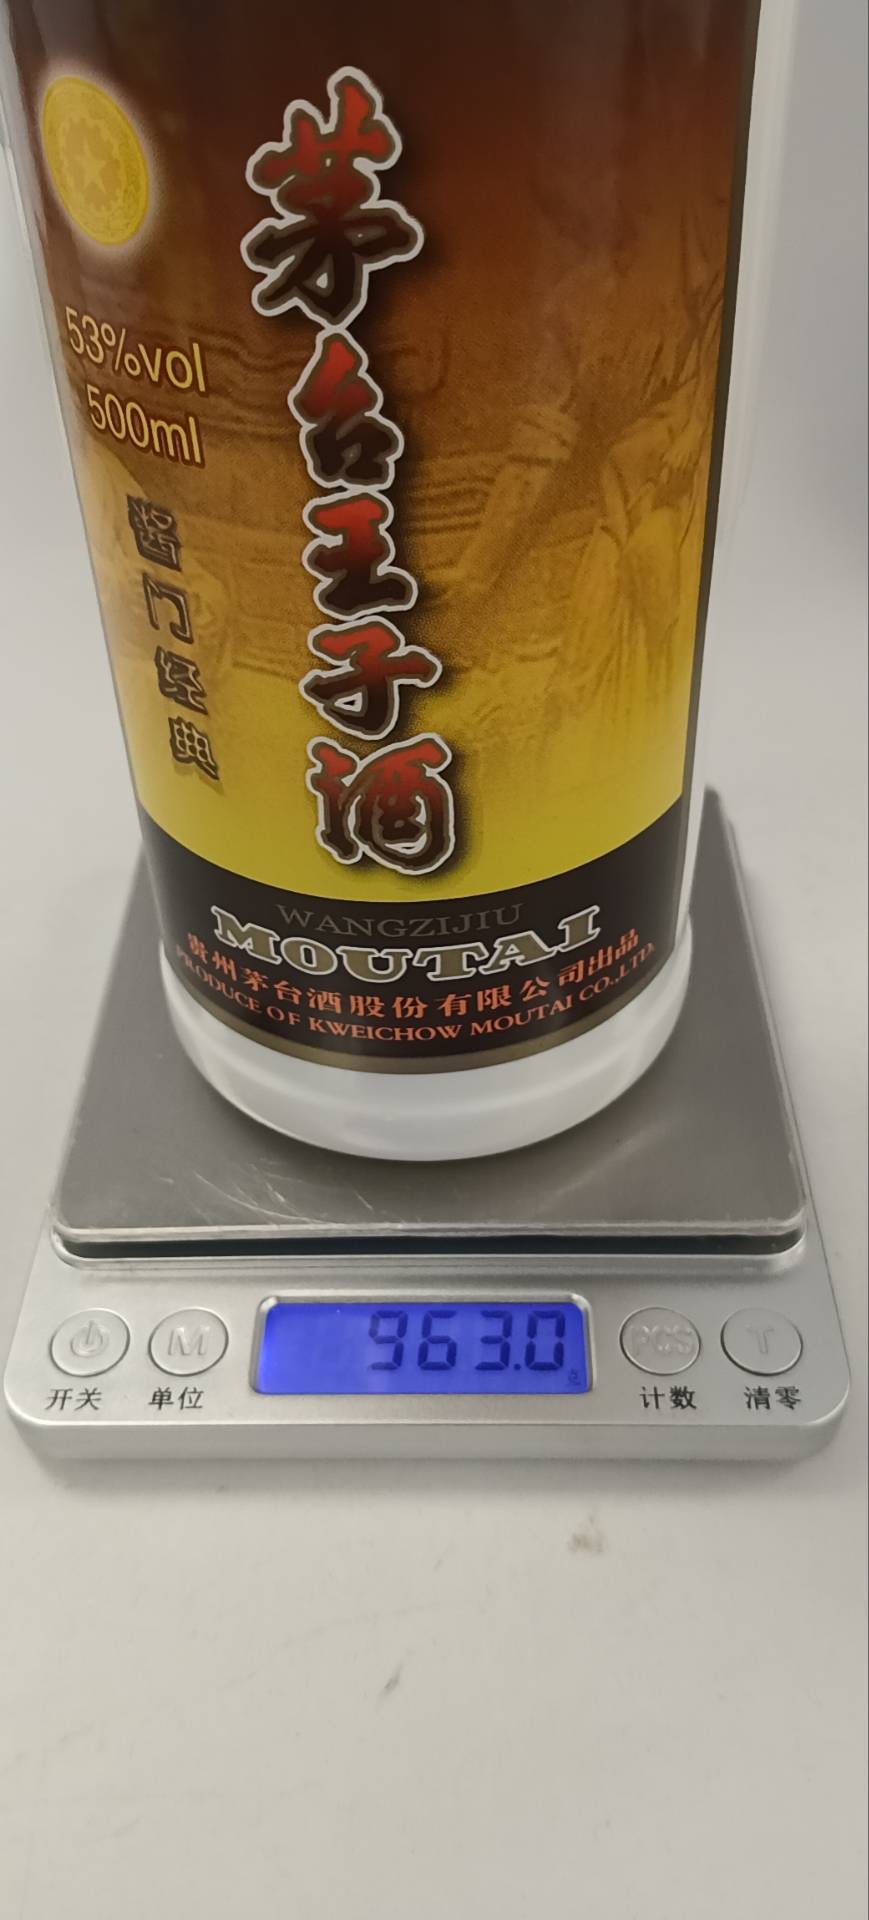 茅台王子酒
53%vol
500ml
酱门经典
WANGZIJIU
MOUTAI
贵州茅台酒股份有限公司出品
PRODUCE OF KWEICHOW MOUTAI CO.,LTD.
963.0
M
PCS
T
开关
单位
计数
清零